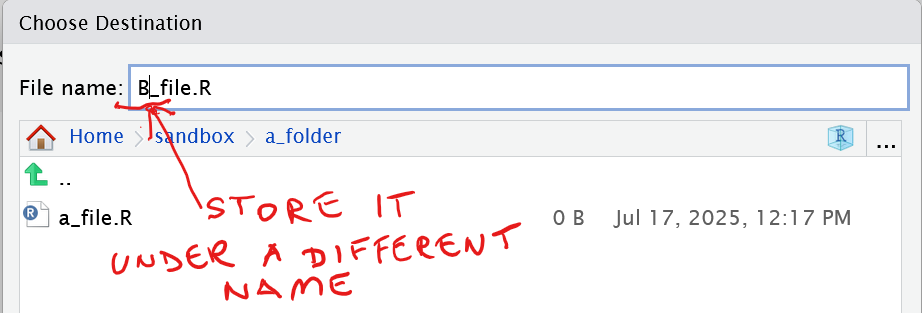 Choose Destination
File name: B_file.R
Home sandbox a_folder R ...
..
R a_file.R 0 B Jul 17, 2025, 12:17 PM
STORE IT
UNDER A DIFFERENT
NAME